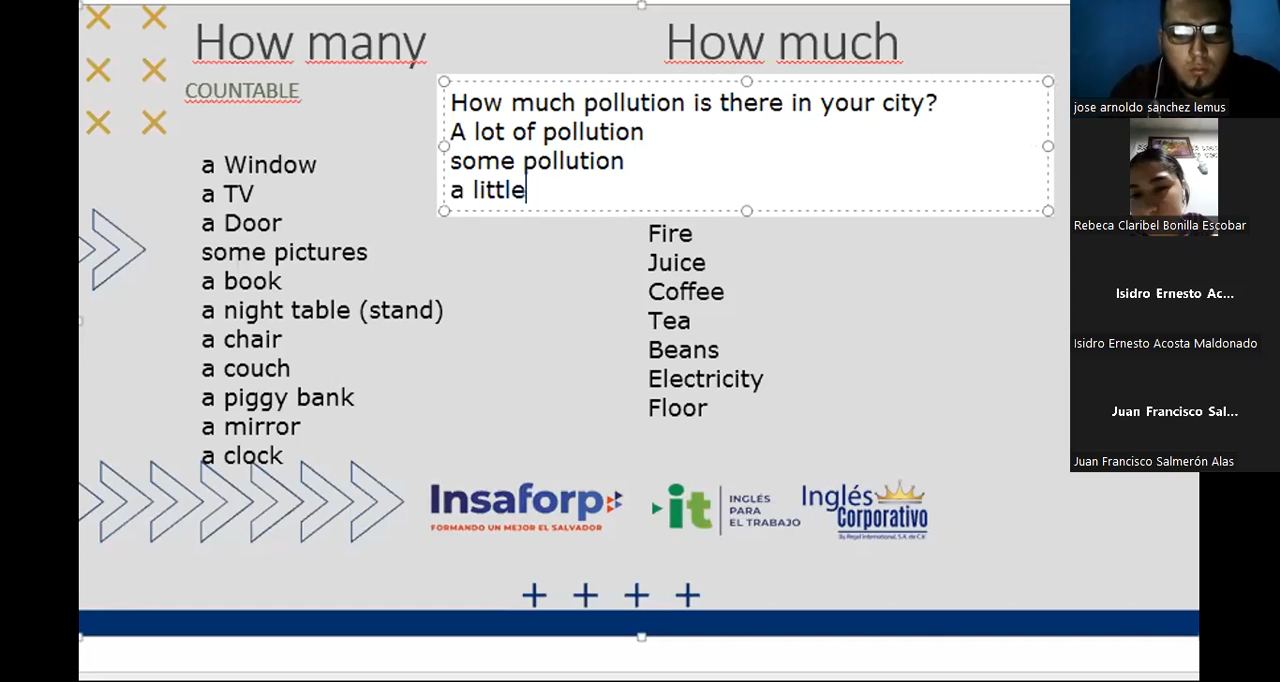 How many
How much
COUNTABLE
How much pollution is there in your city?
A lot of pollution
some pollution
a little
a Window
a TV
a Door
some pictures
a book
a night table (stand)
a chair
a couch
a piggy bank
a mirror
a clock
Fire
Juice
Coffee
Tea
Beans
Electricity
Floor
Insaforp
FORMANDO UN MEJOR EL SALVADOR
it
INGLÉS
PARA
EL TRABAJO
Inglés
Corporativo
By Regal International, S.A. de C.V.
jose arnoldo sanchez lemus
Rebeca Claribel Bonilla Escobar
Isidro Ernesto Ac...
Isidro Ernesto Acosta Maldonado
Juan Francisco Sal...
Juan Francisco Salmerón Alas